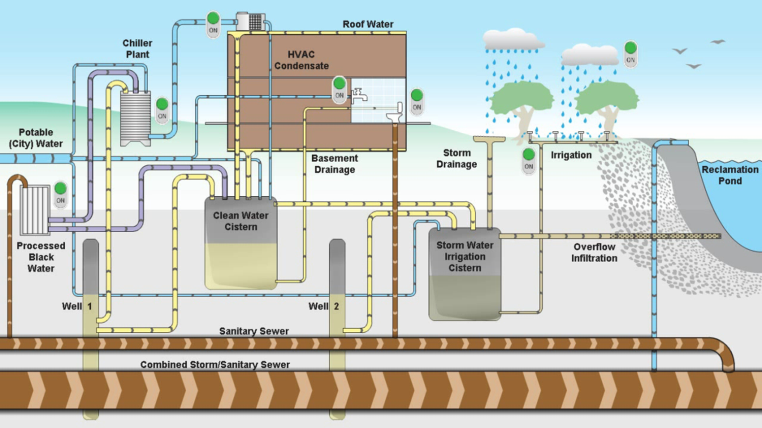 Roof Water
ON
Chiller
Plant
HVAC
Condensate
ON
ON
ON
ON
Potable
(City) Water
Basement
Drainage
Storm
Drainage
ON
Irrigation
Reclamation
Pond
ON
Processed
Black
Water
Clean Water
Cistern
Storm Water
Irrigation
Cistern
Overflow
Infiltration
Well 1
Well 2
Sanitary Sewer
Combined Storm/Sanitary Sewer